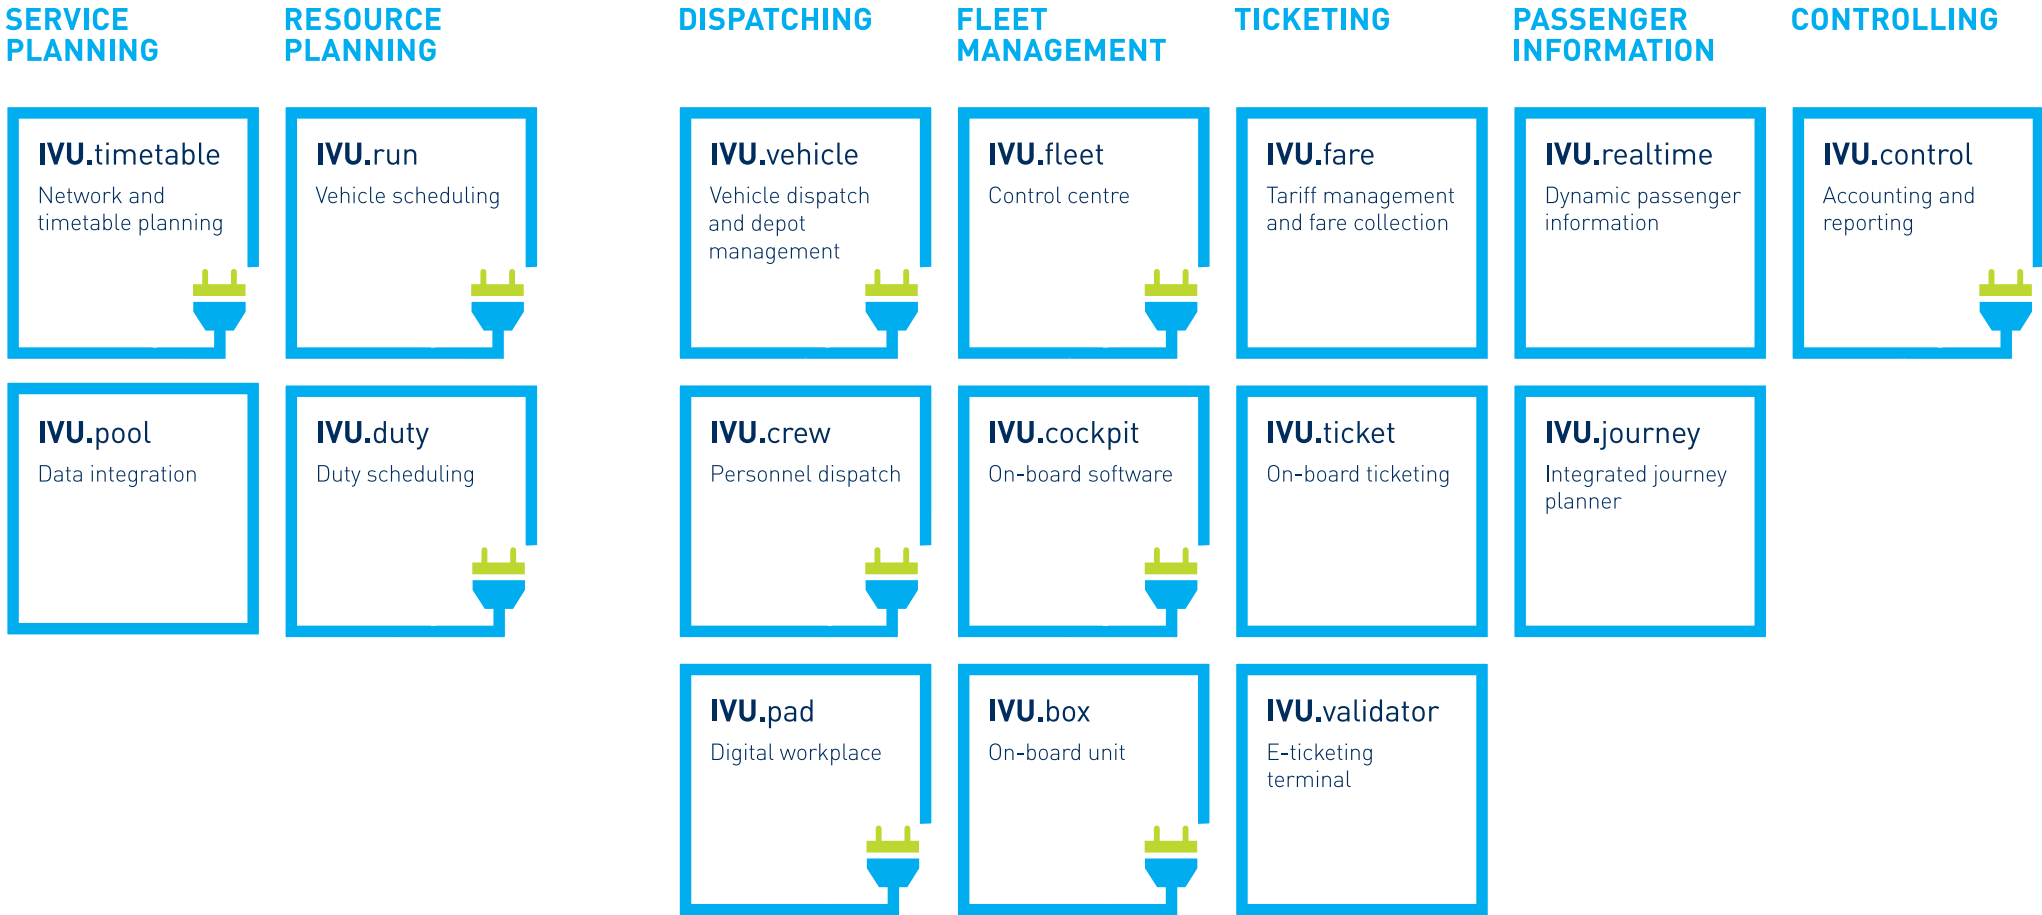 SERVICE
PLANNING
RESOURCE
PLANNING
DISPATCHING
FLEET
MANAGEMENT
TICKETING
PASSENGER
INFORMATION
CONTROLLING
IVU.timetable
Network and
timetable planning
IVU.run
Vehicle scheduling
IVU.vehicle
Vehicle dispatch
and depot
management
IVU.fleet
Control centre
IVU.fare
Tariff management
and fare collection
IVU.realtime
Dynamic passenger
information
IVU.control
Accounting and
reporting
IVU.pool
Data integration
IVU.duty
Duty scheduling
IVU.crew
Personnel dispatch
IVU.cockpit
On-board software
IVU.ticket
On-board ticketing
IVU.journey
Integrated journey
planner
IVU.pad
Digital workplace
IVU.box
On-board unit
IVU.validator
E-ticketing
terminal